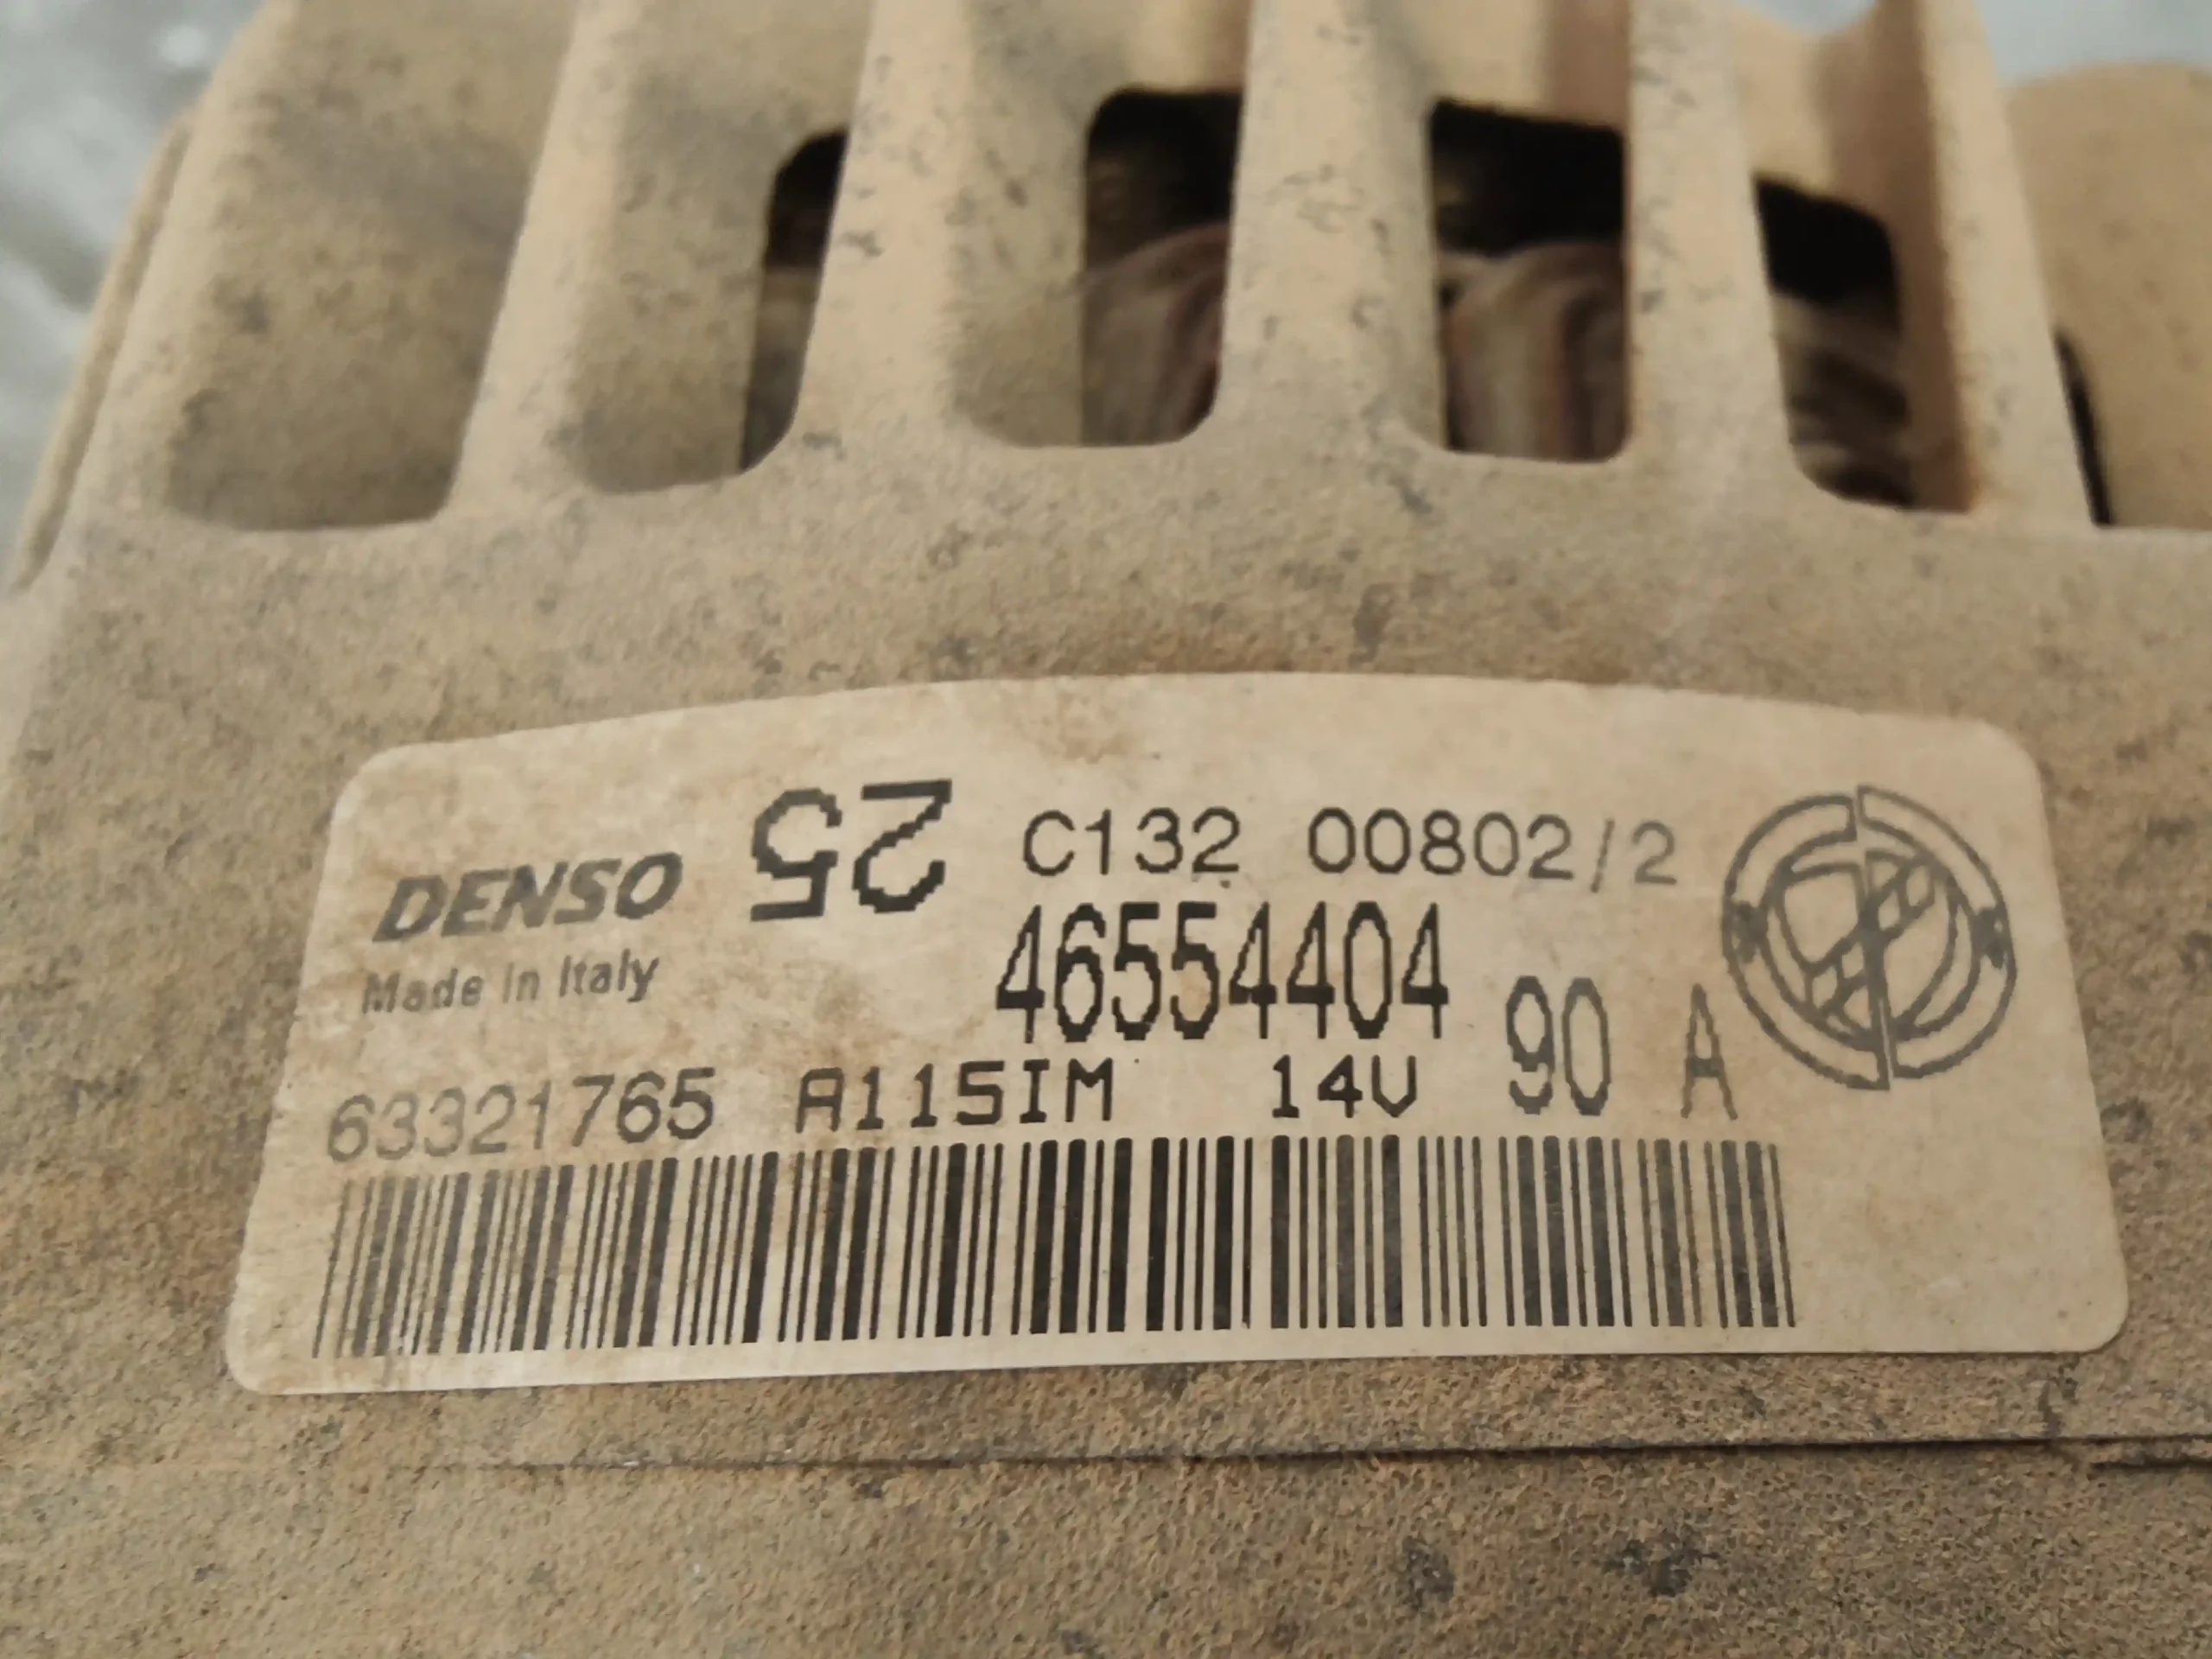 DENSO 25 C132 00802/2
Made in Italy 46554404
63321765 A115IM 14V 90 A